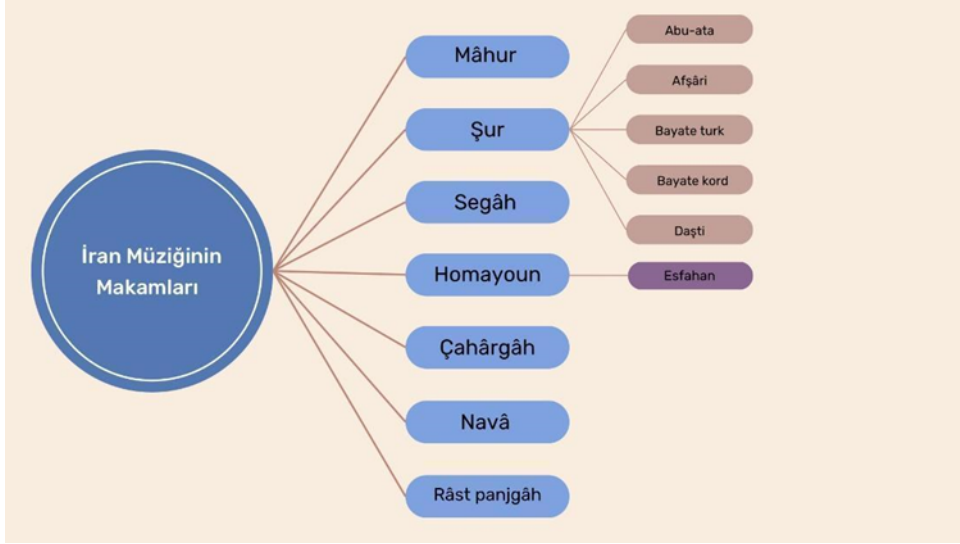 İran Müziğinin
Makamları
Mâhur
Şur
Abu-ata
Afşâri
Bayate turk
Bayate kord
Daşti
Segâh
Homayoun
Esfahan
Çahârgâh
Navâ
Râst panjgâh